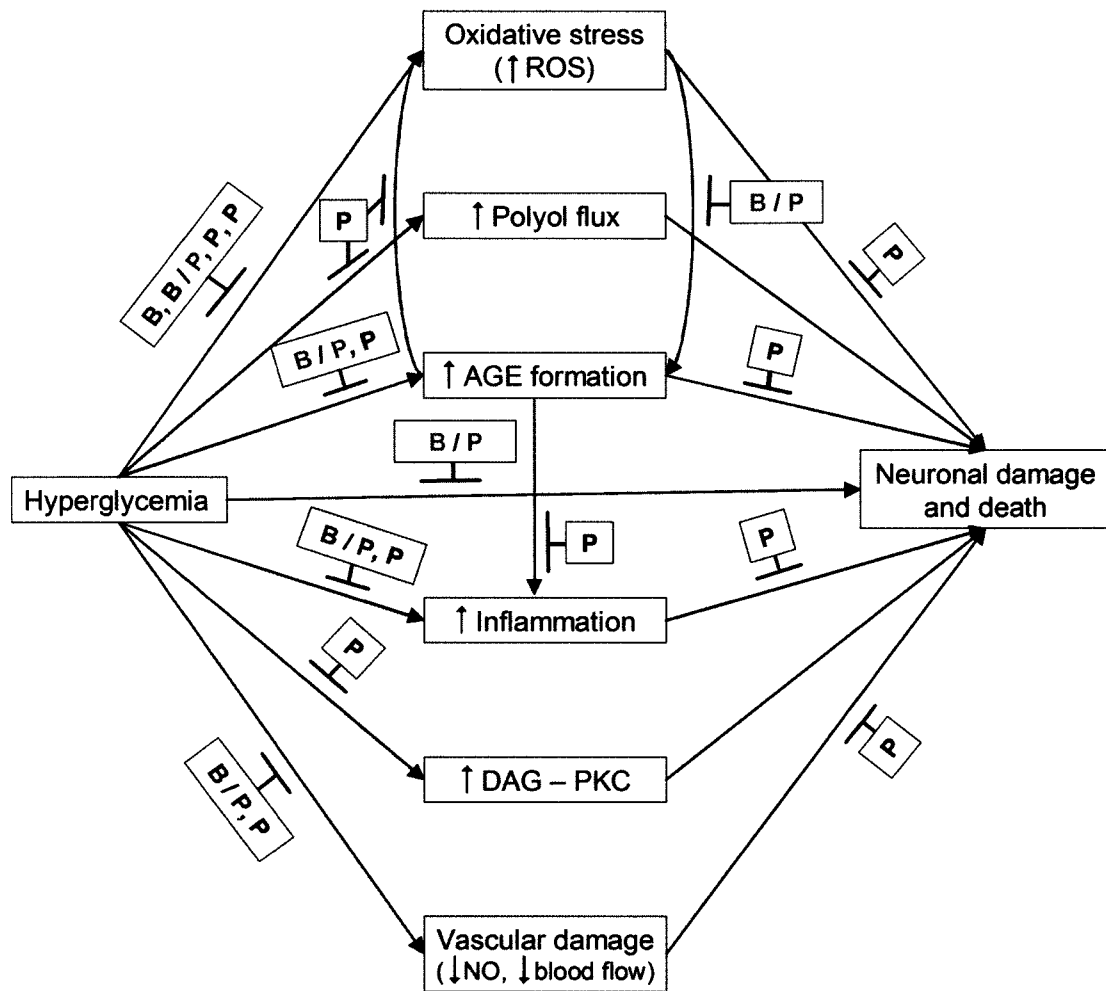 Oxidative stress
(↑ROS)
B, B / P, P, P
P
↑ Polyol flux
B / P
P
B / P, P
↑ AGE formation
P
B / P
Hyperglycemia
Neuronal damage
and death
B / P, P
P
P
↑ Inflammation
P
↑ DAG – PKC
P
B / P, P
Vascular damage
(↓NO, ↓blood flow)